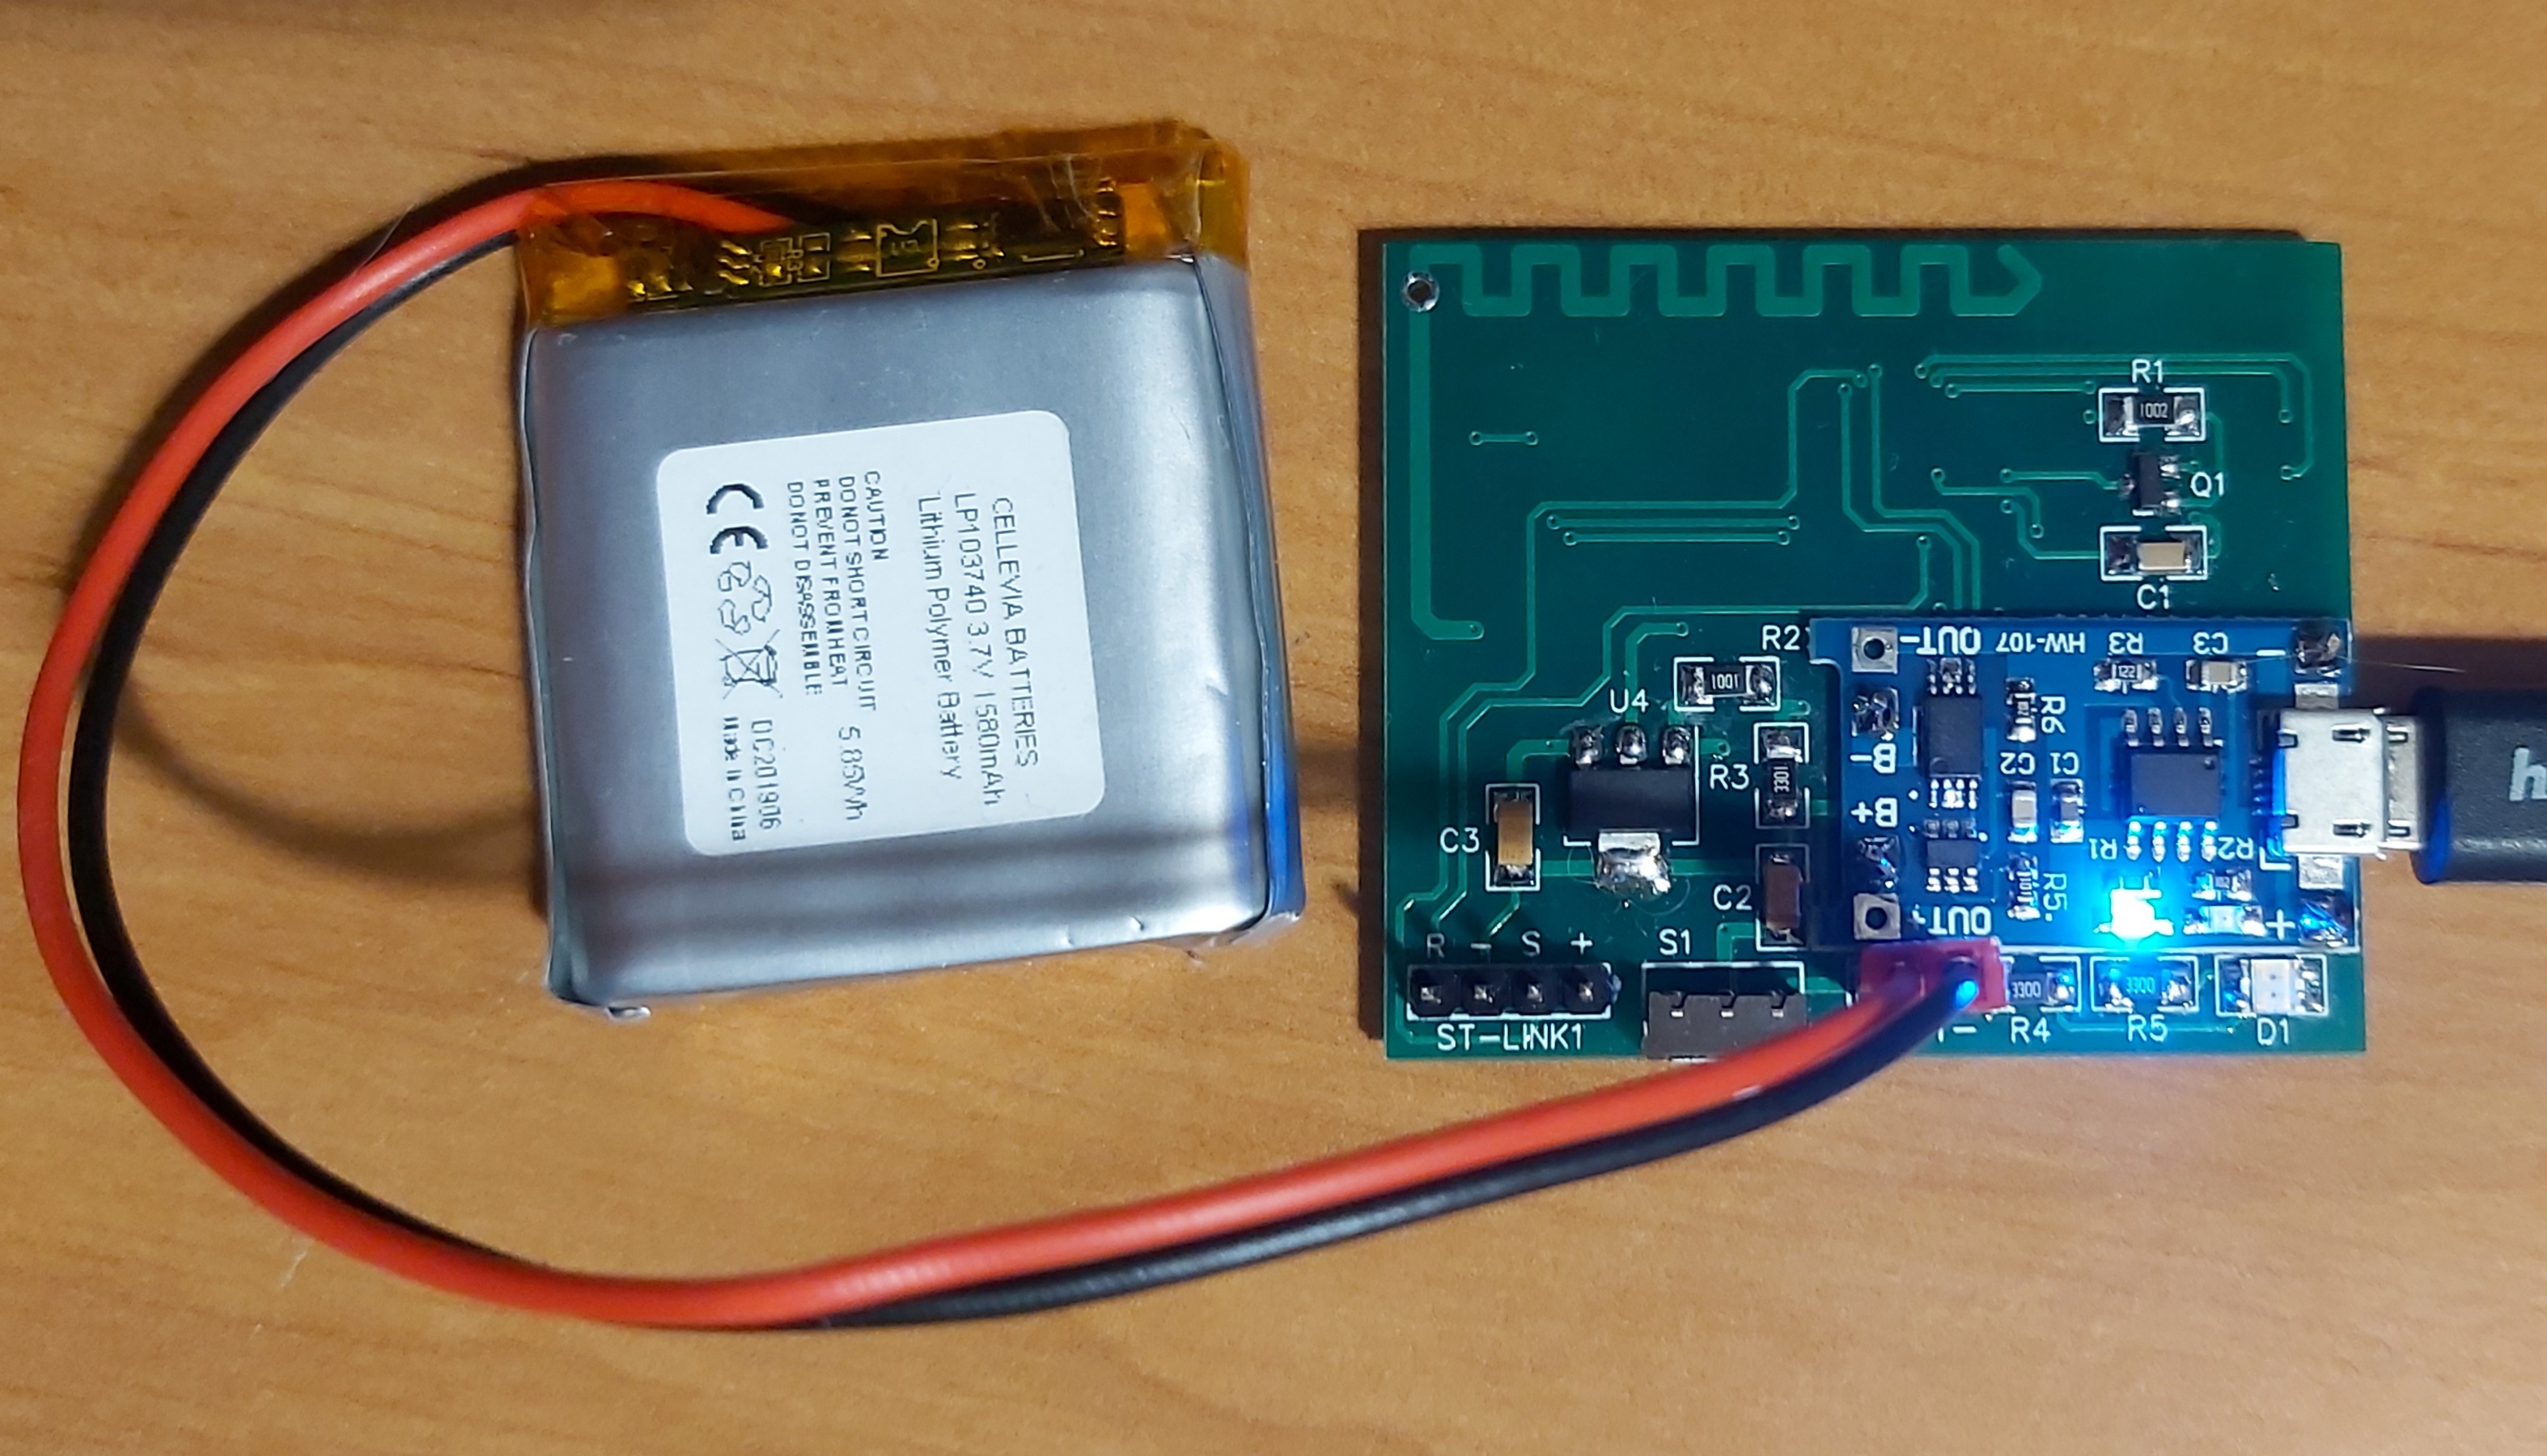 CELLEVIA BATTERIES
LP103740 3.7V 1580mAh
Lithium Polymer Battery
CAUTION
DO NOT SHORT CIRCUIT 5.85Wh
PREVENT FROM HEAT
DO NOT DISASSEMBLE
DC201906
CE
Made in China
R1
1002
Q1
C1
R2
1001
U4
R3
3301
C3
C2
R - S +
S1
ST-LINK1
-
3300
R4
3300
R5
D1
OUT-
HW-107
R3
122
C3
-
R6
B-
C2
C1
B+
R1
R2
R5
OUT+
+
h